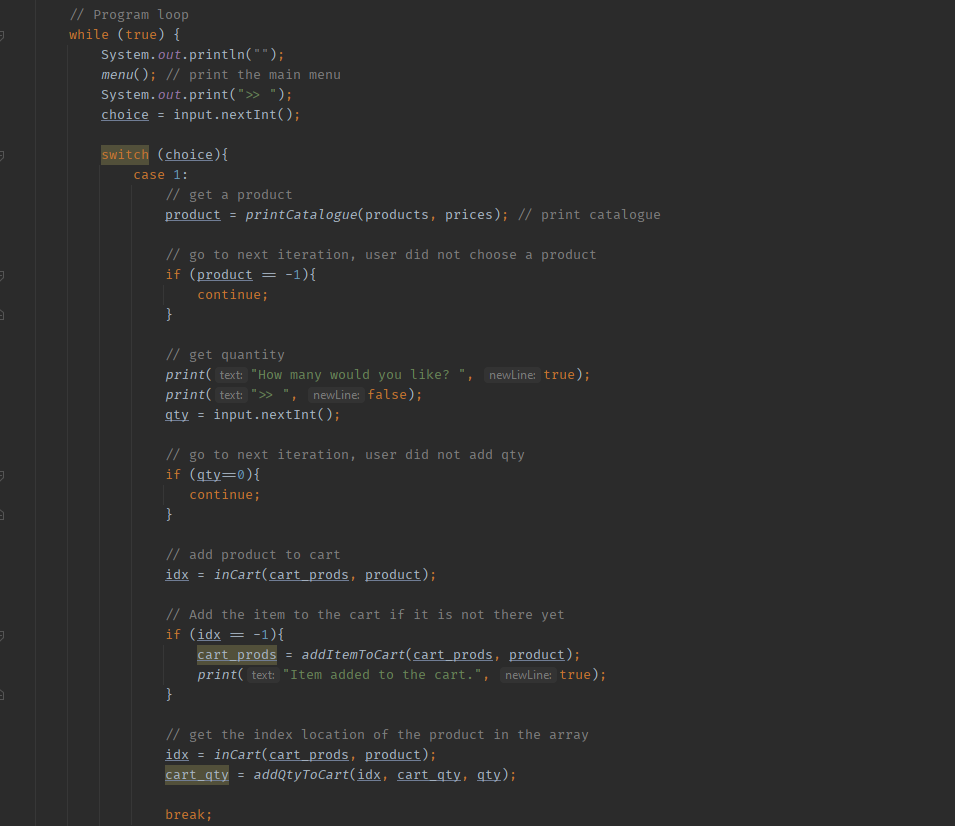 // Program loop
while (true) {
System.out.println("");
menu(); // print the main menu
System.out.print(">> ");
choice = input.nextInt();
switch (choice){
case 1:
// get a product
product = printCatalogue(products, prices); // print catalogue
// go to next iteration, user did not choose a product
if (product == -1){
continue;
}
// get quantity
print( text: "How many would you like? ", newLine: true);
print( text: ">> ", newLine: false);
qty = input.nextInt();
// go to next iteration, user did not add qty
if (qty==0){
continue;
}
// add product to cart
idx = inCart(cart_prods, product);
// Add the item to the cart if it is not there yet
if (idx == -1){
cart_prods = addItemToCart(cart_prods, product);
print( text: "Item added to the cart.", newLine: true);
}
// get the index location of the product in the array
idx = inCart(cart_prods, product);
cart_qty = addQtyToCart(idx, cart_qty, qty);
break;